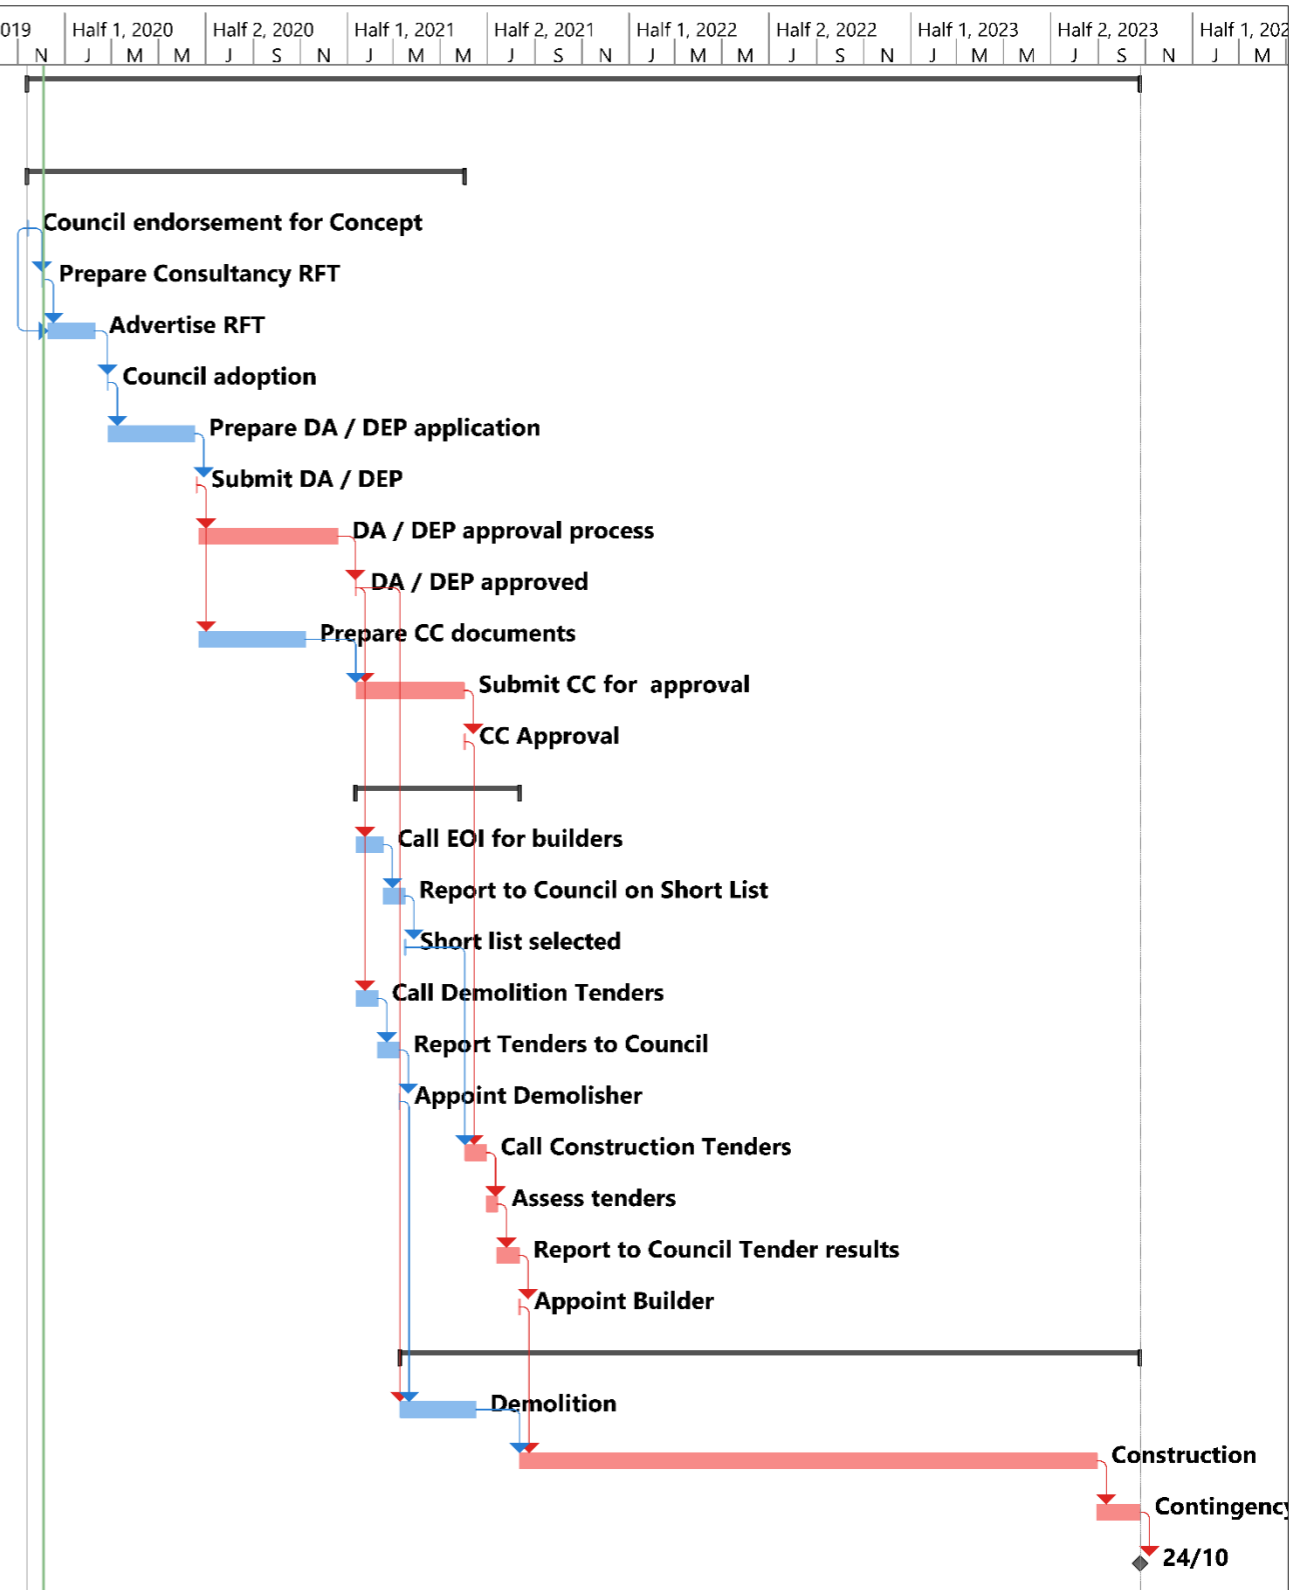 019 Half 1, 2020 Half 2, 2020 Half 1, 2021 Half 2, 2021 Half 1, 2022 Half 2, 2022 Half 1, 2023 Half 2, 2023 Half 1, 202
N J M M J S N J M M J S N J M M J S N J M M J S N J M
Council endorsement for Concept
Prepare Consultancy RFT
Advertise RFT
Council adoption
Prepare DA / DEP application
Submit DA / DEP
DA / DEP approval process
DA / DEP approved
Prepare CC documents
Submit CC for approval
CC Approval
Call EOI for builders
Report to Council on Short List
Short list selected
Call Demolition Tenders
Report Tenders to Council
Appoint Demolisher
Call Construction Tenders
Assess tenders
Report to Council Tender results
Appoint Builder
Demolition
Construction
Contingency
24/10